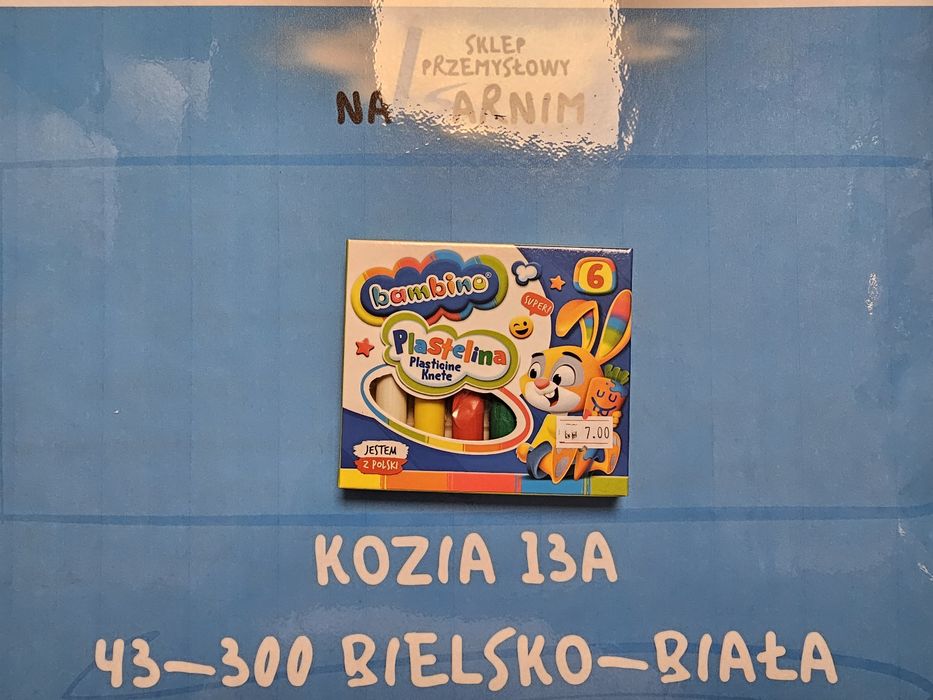 SKLEP
PRZEMYSŁOWY
NA ARNIM
bambino®
6
SUPER!
Plastelina
Plasticine
Knete
7.00
JESTEM
Z POLSKI
KOZIA 13A
43-300 BIELSKO-BIAŁA